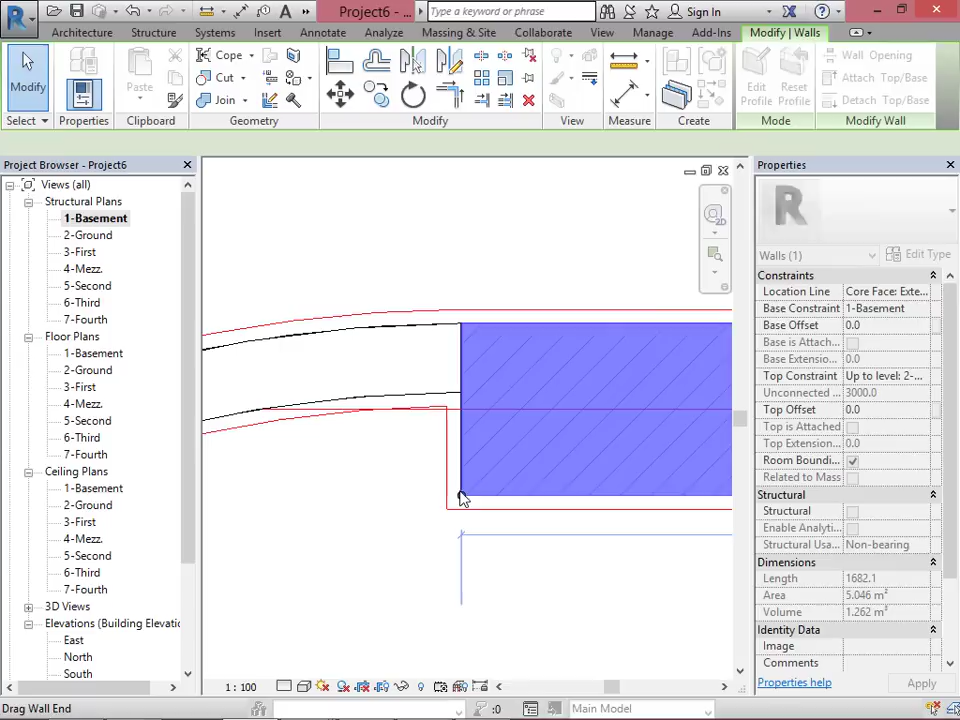 Project6 - ...
Type a keyword or phrase
Sign In
Architecture Structure Systems Insert Annotate Analyze Massing & Site Collaborate View Manage Add-Ins Modify | Walls
Modify
Paste
Cope
Cut
Join
Edit Profile
Reset Profile
Wall Opening
Attach Top/Base
Detach Top/Base
Select Properties Clipboard Geometry Modify View Measure Create Mode Modify Wall
Project Browser - Project6
Views (all)
Structural Plans
1-Basement
2-Ground
3-First
4-Mezz.
5-Second
6-Third
7-Fourth
Floor Plans
1-Basement
2-Ground
3-First
4-Mezz.
5-Second
6-Third
7-Fourth
Ceiling Plans
1-Basement
2-Ground
3-First
4-Mezz.
5-Second
6-Third
7-Fourth
3D Views
Elevations (Building Elevatio
East
North
South
2D
1 : 100
Properties
R
Walls (1)
Edit Type
Constraints
Location Line Core Face: Exte...
Base Constraint 1-Basement
Base Offset 0.0
Base is Attach...
Base Extensio... 0.0
Top Constraint Up to level: 2-...
Unconnected ... 3000.0
Top Offset 0.0
Top is Attached
Top Extension... 0.0
Room Boundi...
Related to Mass
Structural
Structural
Enable Analyti...
Structural Usa... Non-bearing
Dimensions
Length 1682.1
Area 5.046 m²
Volume 1.262 m³
Identity Data
Image
Comments
Properties help
Apply
Drag Wall End
:0
Main Model